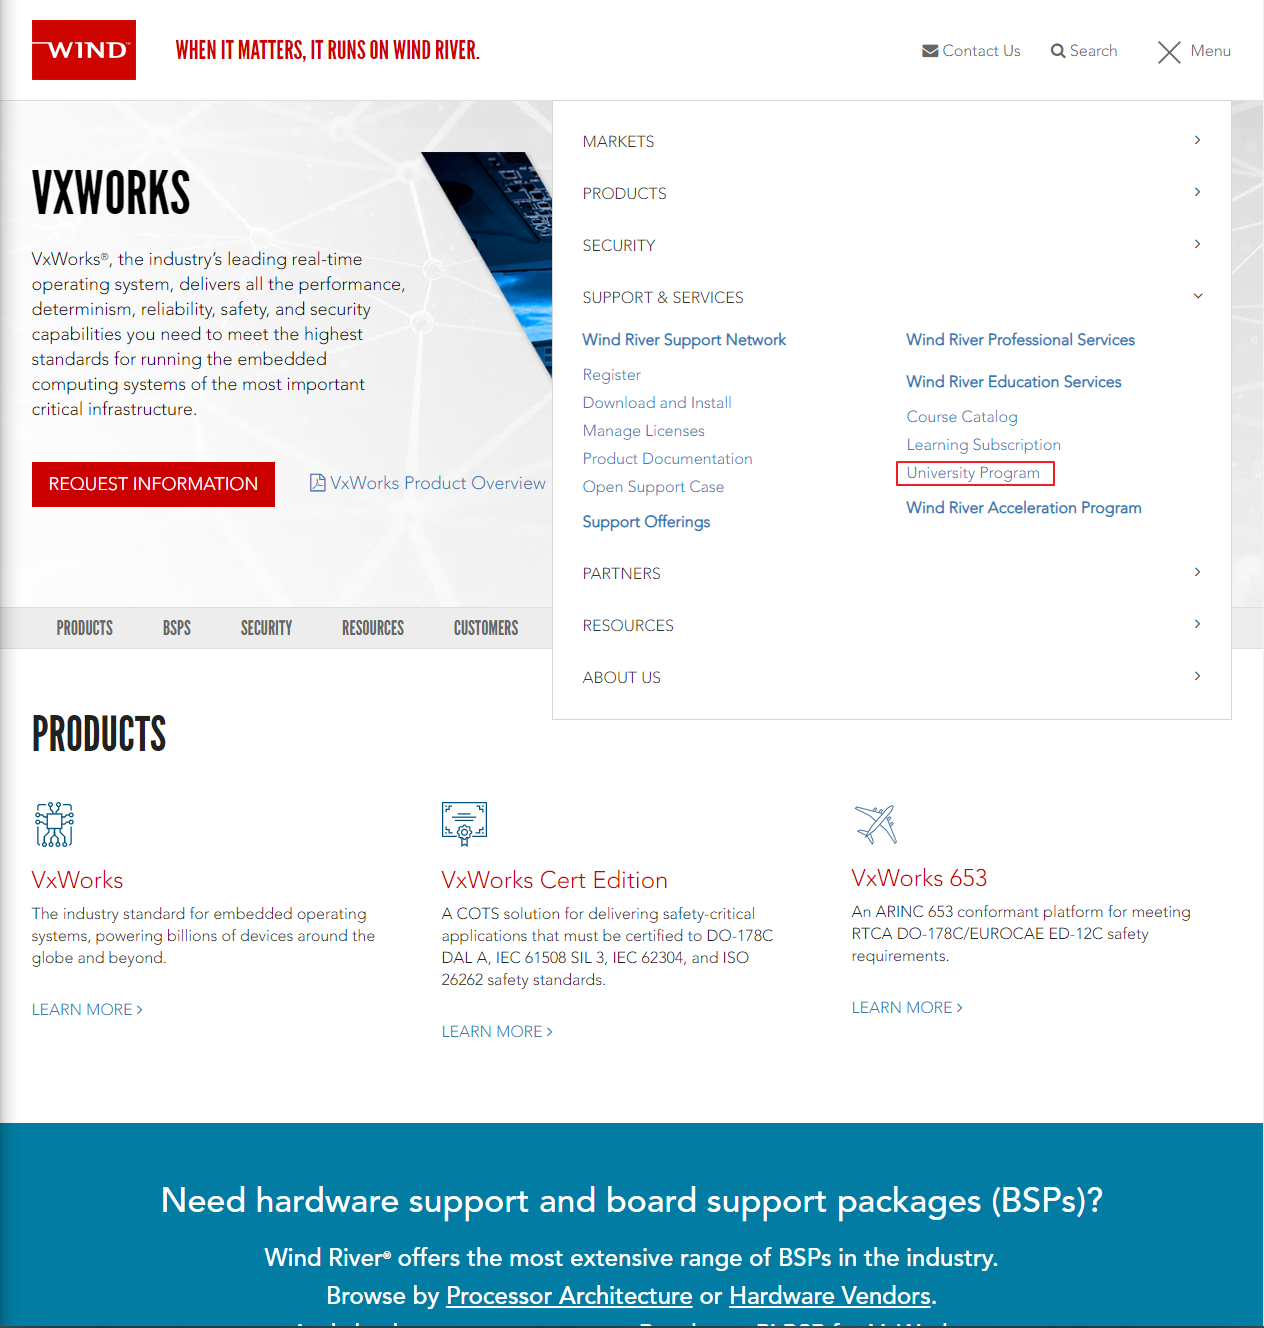 WIND
WHEN IT MATTERS, IT RUNS ON WIND RIVER.
Contact Us
Search
Menu
VXWORKS
VxWorks®, the industry's leading real-time
operating system, delivers all the performance,
determinism, reliability, safety, and security
capabilities you need to meet the highest
standards for running the embedded
computing systems of the most important
critical infrastructure.
REQUEST INFORMATION
VxWorks Product Overview
MARKETS
PRODUCTS
SECURITY
SUPPORT & SERVICES
Wind River Support Network
Register
Download and Install
Manage Licenses
Product Documentation
Open Support Case
Support Offerings
Wind River Professional Services
Wind River Education Services
Course Catalog
Learning Subscription
University Program
Wind River Acceleration Program
PARTNERS
RESOURCES
ABOUT US
PRODUCTS
BSPS
SECURITY
RESOURCES
CUSTOMERS
PRODUCTS
VxWorks
The industry standard for embedded operating
systems, powering billions of devices around the
globe and beyond.
LEARN MORE
VxWorks Cert Edition
A COTS solution for delivering safety-critical
applications that must be certified to DO-178C
DAL A, IEC 61508 SIL 3, IEC 62304, and ISO
26262 safety standards.
LEARN MORE
VxWorks 653
An ARINC 653 conformant platform for meeting
RTCA DO-178C/EUROCAE ED-12C safety
requirements.
LEARN MORE
Need hardware support and board support packages (BSPs)?
Wind River® offers the most extensive range of BSPs in the industry.
Browse by Processor Architecture or Hardware Vendors.